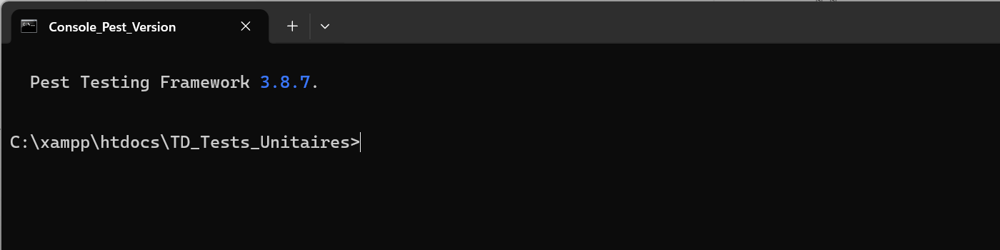 Console_Pest_Version
Pest Testing Framework 3.8.7.
C:\xampp\htdocs\TD_Tests_Unitaires>